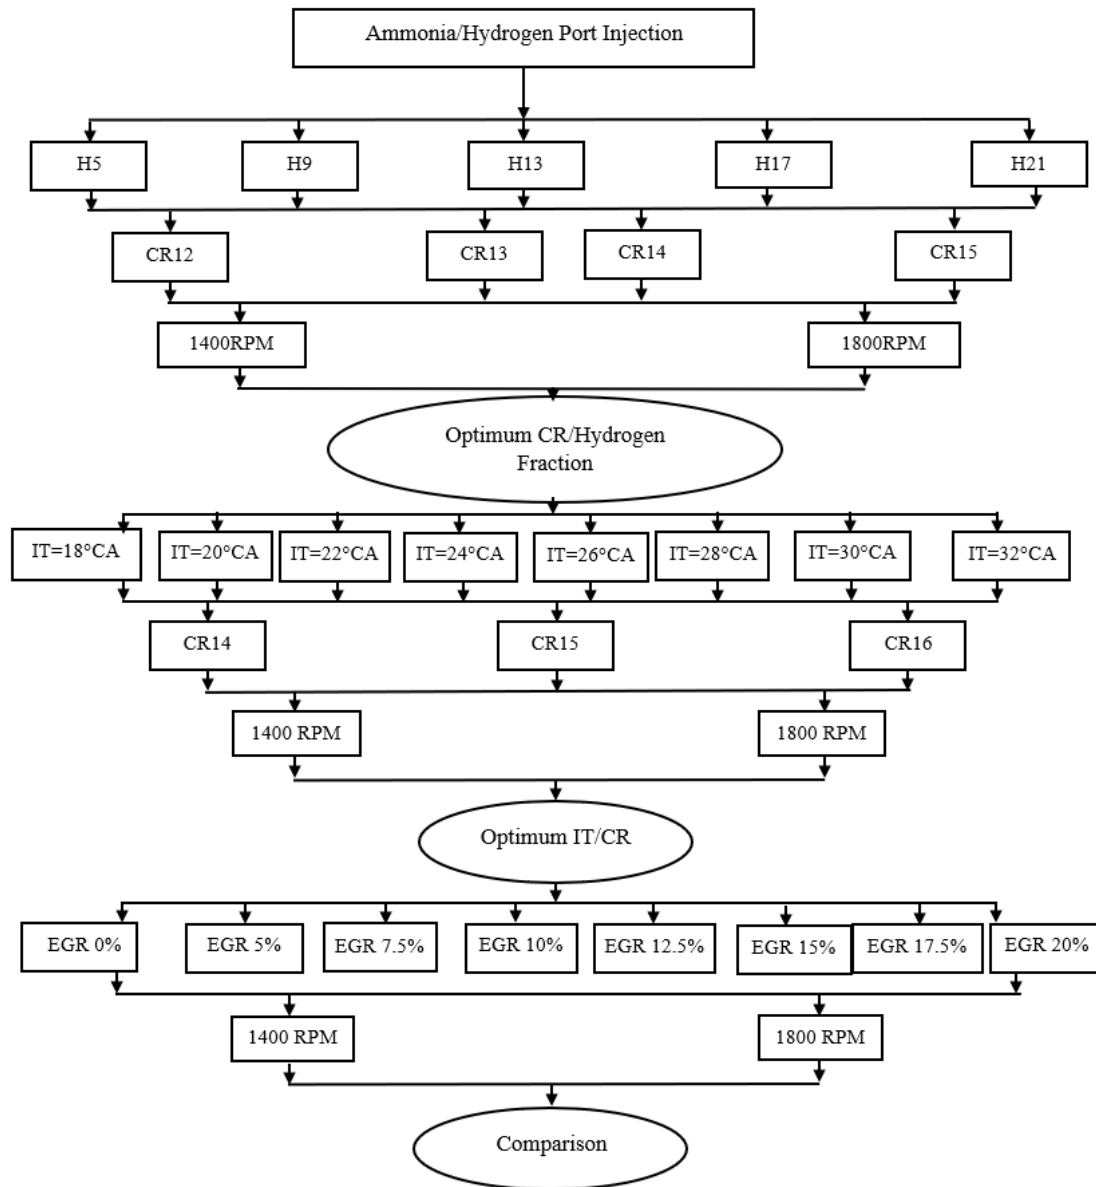 Ammonia/Hydrogen Port Injection
H5
H9
H13
H17
H21
CR12
CR13
CR14
CR15
1400RPM
1800RPM
Optimum CR/Hydrogen
Fraction
IT=18°CA
IT=20°CA
IT=22°CA
IT=24°CA
IT=26°CA
IT=28°CA
IT=30°CA
IT=32°CA
CR14
CR15
CR16
1400 RPM
1800 RPM
Optimum IT/CR
EGR 0%
EGR 5%
EGR 7.5%
EGR 10%
EGR 12.5%
EGR 15%
EGR 17.5%
EGR 20%
1400 RPM
1800 RPM
Comparison